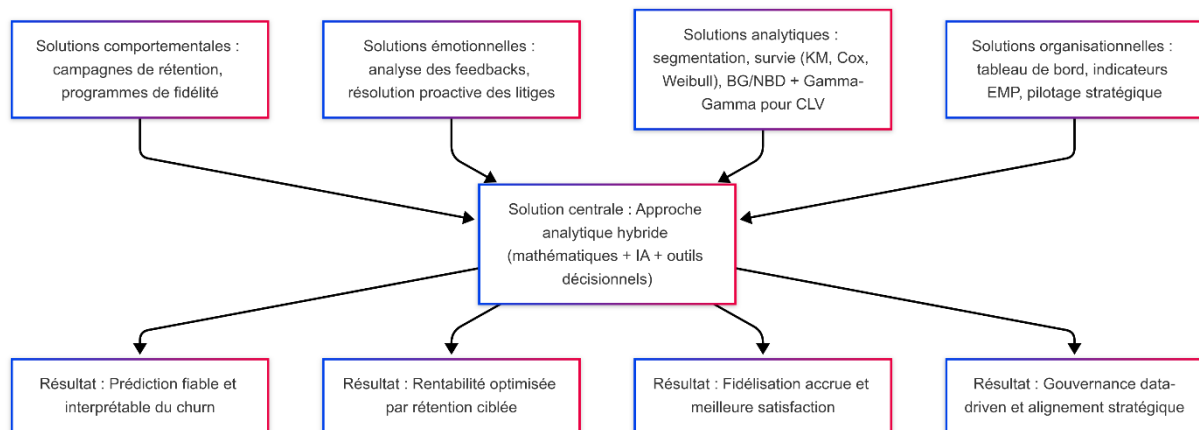 Solutions comportementales :
campagnes de rétention,
programmes de fidélité
Solutions émotionnelles :
analyse des feedbacks,
résolution proactive des litiges
Solutions analytiques :
segmentation, survie (KM, Cox,
Weibull), BG/NBD + Gamma-
Gamma pour CLV
Solutions organisationnelles :
tableau de bord, indicateurs
EMP, pilotage stratégique
Solution centrale : Approche
analytique hybride
(mathématiques + IA + outils
décisionnels)
Résultat : Prédiction fiable et
interprétable du churn
Résultat : Rentabilité optimisée
par rétention ciblée
Résultat : Fidélisation accrue et
meilleure satisfaction
Résultat : Gouvernance data-
driven et alignement stratégique